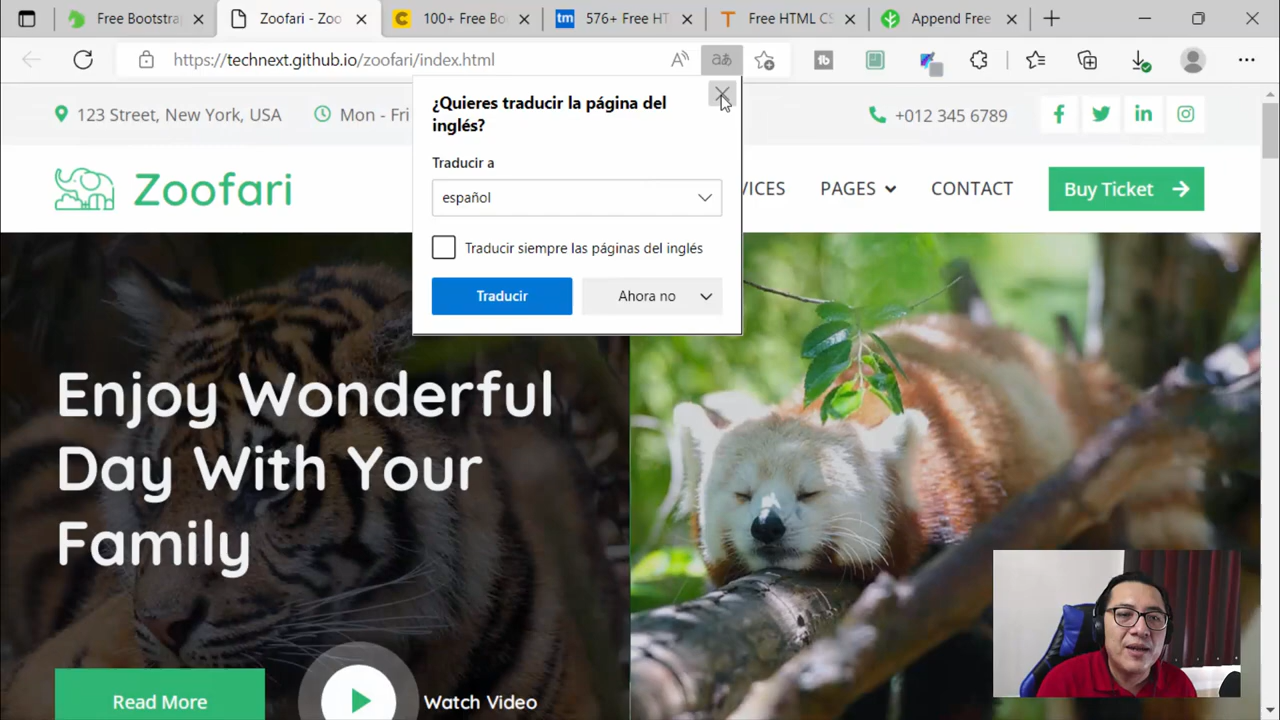 Free Bootstra
Zoofari - Zoo
100+ Free Bo
tm
576+ Free HT
Free HTML CS
Append Free
https://technext.github.io/zoofari/index.html
123 Street, New York, USA
Mon - Fri
+012 345 6789
¿Quieres traducir la página del
inglés?
Traducir a
español
Traducir siempre las páginas del inglés
Traducir
Ahora no
Zoofari
VICES
PAGES
CONTACT
Buy Ticket
Enjoy Wonderful
Day With Your
Family
Read More
Watch Video